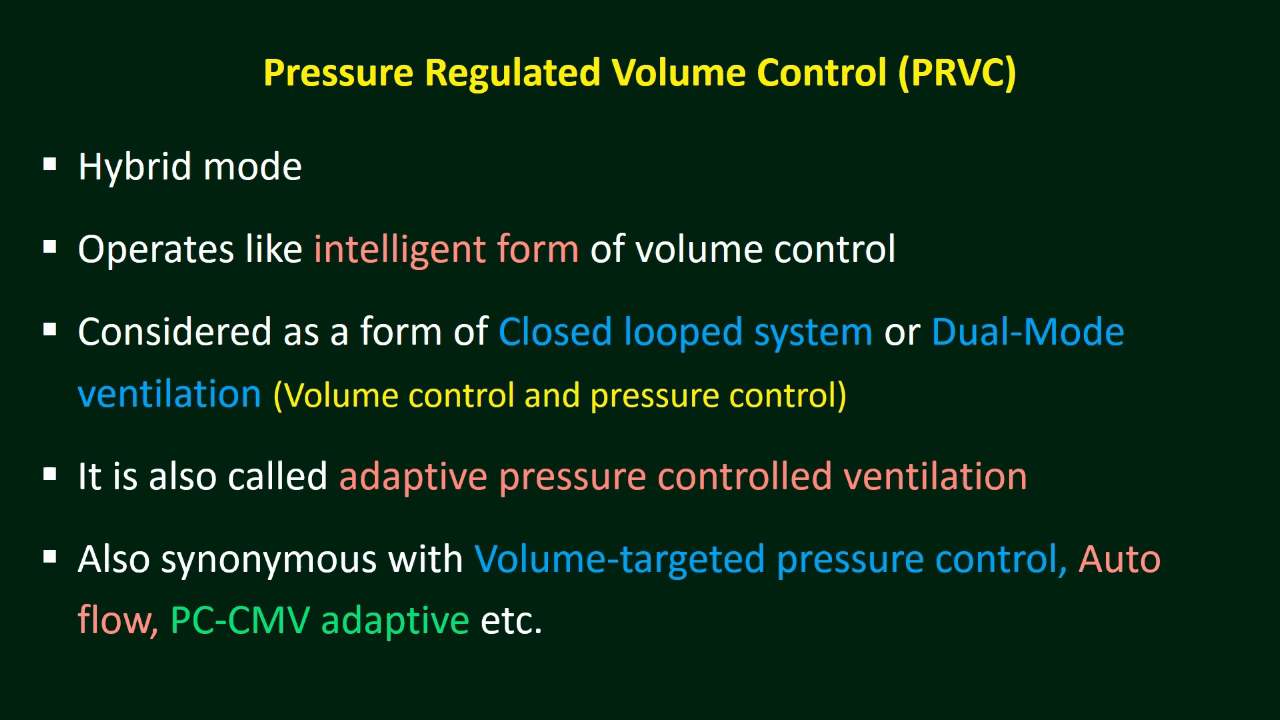 Pressure Regulated Volume Control (PRVC)
▪ Hybrid mode
▪ Operates like intelligent form of volume control
▪ Considered as a form of Closed looped system or Dual-Mode
ventilation (Volume control and pressure control)
▪ It is also called adaptive pressure controlled ventilation
▪ Also synonymous with Volume-targeted pressure control, Auto
flow, PC-CMV adaptive etc.